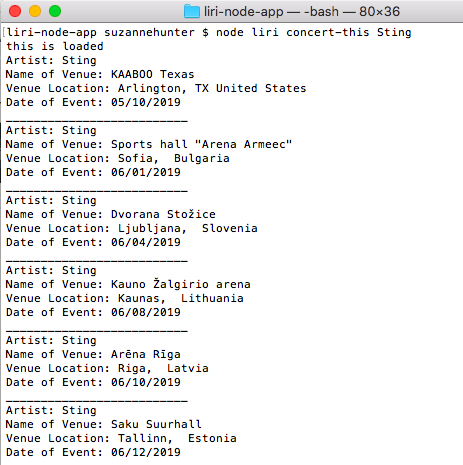 liri-node-app — -bash — 80×36
[liri-node-app suzannehunter $ node liri concert-this Sting
this is loaded
Artist: Sting
Name of Venue: KAABOO Texas
Venue Location: Arlington, TX United States
Date of Event: 05/10/2019
__________________________
Artist: Sting
Name of Venue: Sports hall "Arena Armeec"
Venue Location: Sofia,  Bulgaria
Date of Event: 06/01/2019
__________________________
Artist: Sting
Name of Venue: Dvorana Stožice
Venue Location: Ljubljana,  Slovenia
Date of Event: 06/04/2019
__________________________
Artist: Sting
Name of Venue: Kauno Žalgirio arena
Venue Location: Kaunas,  Lithuania
Date of Event: 06/08/2019
__________________________
Artist: Sting
Name of Venue: Arēna Rīga
Venue Location: Riga,  Latvia
Date of Event: 06/10/2019
__________________________
Artist: Sting
Name of Venue: Saku Suurhall
Venue Location: Tallinn,  Estonia
Date of Event: 06/12/2019